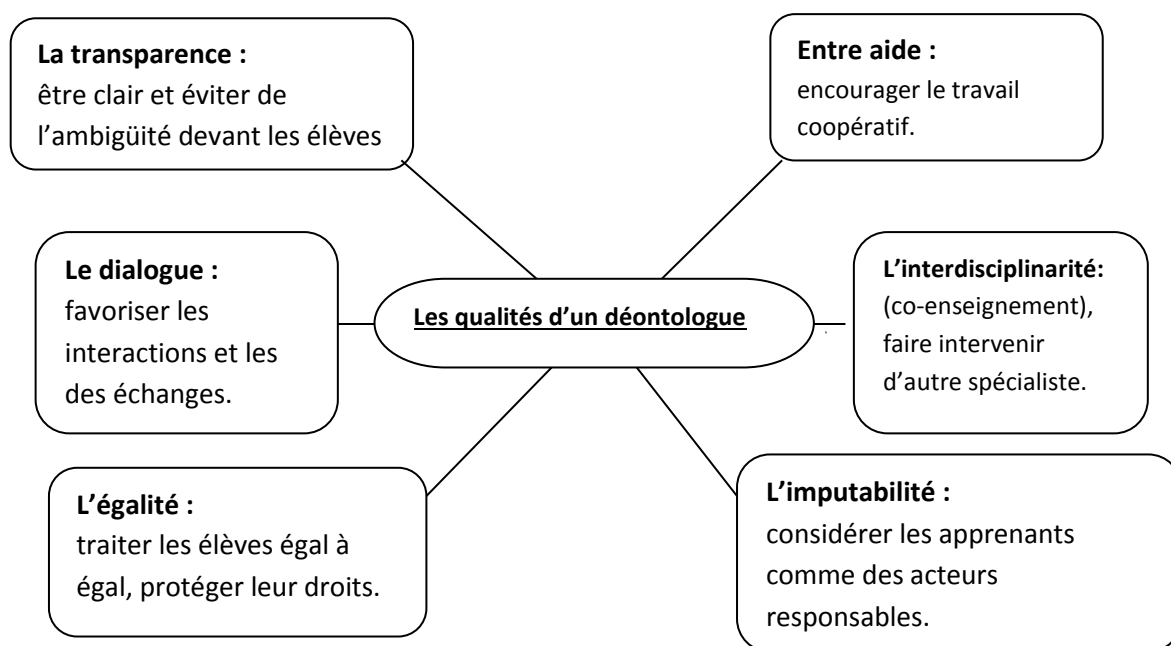 La transparence :
être clair et éviter de
l’ambigüité devant les élèves
Entre aide :
encourager le travail
coopératif.
Le dialogue :
favoriser les
interactions et les
des échanges.
Les qualités d’un déontologue
L’interdisciplinarité:
(co-enseignement),
faire intervenir
d’autre spécialiste.
L’égalité :
traiter les élèves égal à
égal, protéger leur droits.
L’imputabilité :
considérer les apprenants
comme des acteurs
responsables.